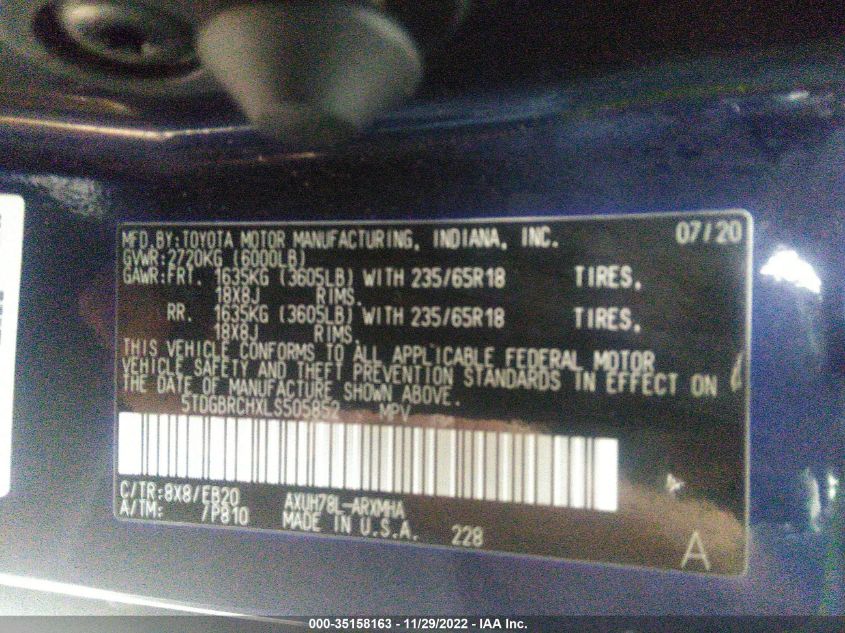 MFD. BY: TOYOTA MOTOR MANUFACTURING, INDIANA, INC. 07/20
GVWR: 2720KG (6000LB)
GAWR: FRT. 1635KG (3605LB) WITH 235/65R18 TIRES,
18X8J RIMS.
RR. 1635KG (3605LB) WITH 235/65R18 TIRES,
18X8J RIMS.
THIS VEHICLE CONFORMS TO ALL APPLICABLE FEDERAL MOTOR
VEHICLE SAFETY AND THEFT PREVENTION STANDARDS IN EFFECT ON
THE DATE OF MANUFACTURE SHOWN ABOVE.
5TDGBRCHXLS505852 MPV
C/TR: 8X8/EB20 AXUH78L-ARXMHA
A/TM: /P810 MADE IN U.S.A. 228
A
000-35158163 - 11/29/2022 - IAA Inc.